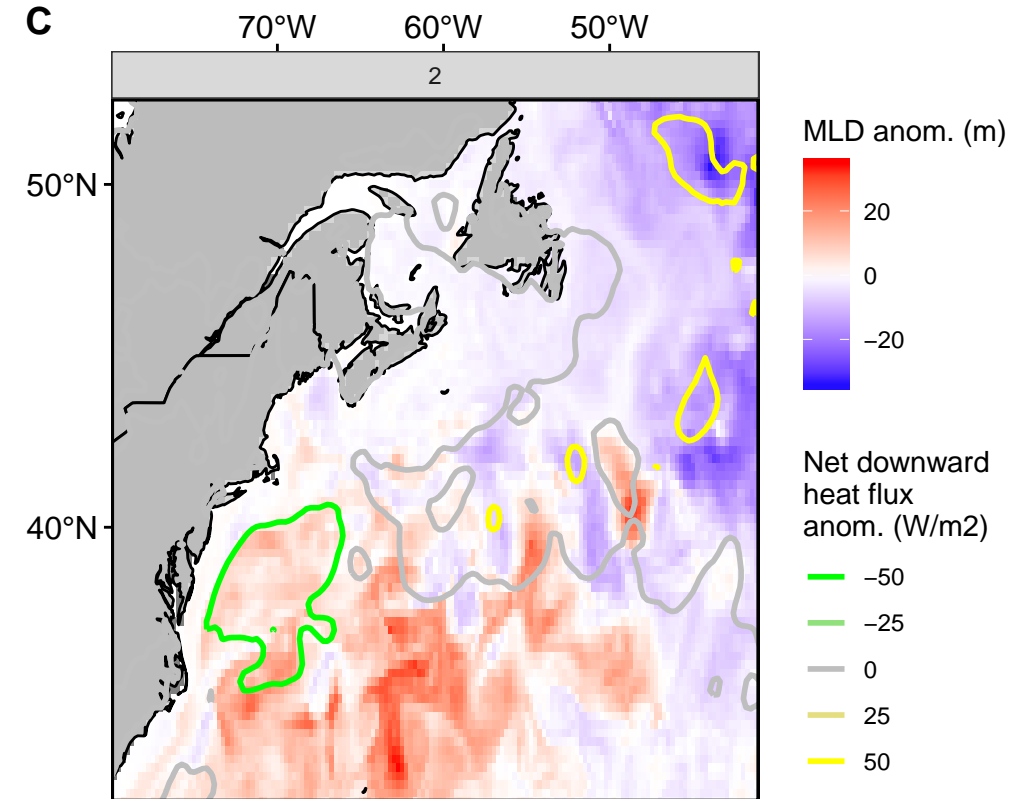 C
70°W 60°W 50°W
2
50°N
40°N
MLD anom. (m)
20
0
−20
Net downward
heat flux
anom. (W/m2)
−50
−25
0
25
50